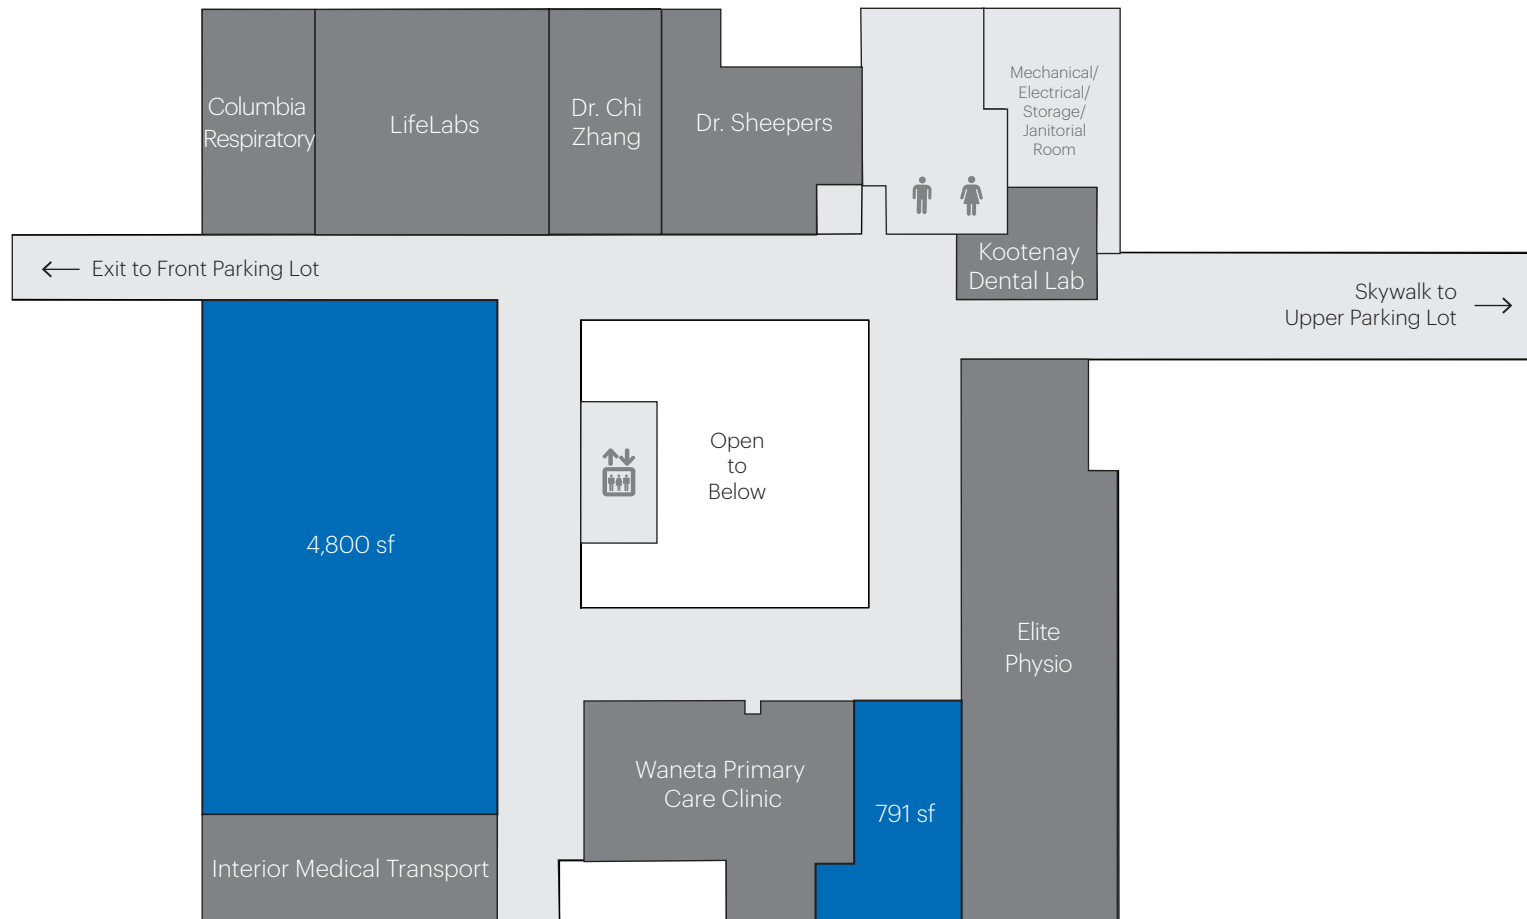 Columbia
Respiratory
LifeLabs
Dr. Chi
Zhang
Dr. Sheepers
Mechanical/
Electrical/
Storage/
Janitorial
Room
Kootenay
Dental Lab
← Exit to Front Parking Lot
Skywalk to →
Upper Parking Lot
Open
to
Below
4,800 sf
Elite
Physio
Waneta Primary
Care Clinic
791 sf
Interior Medical Transport